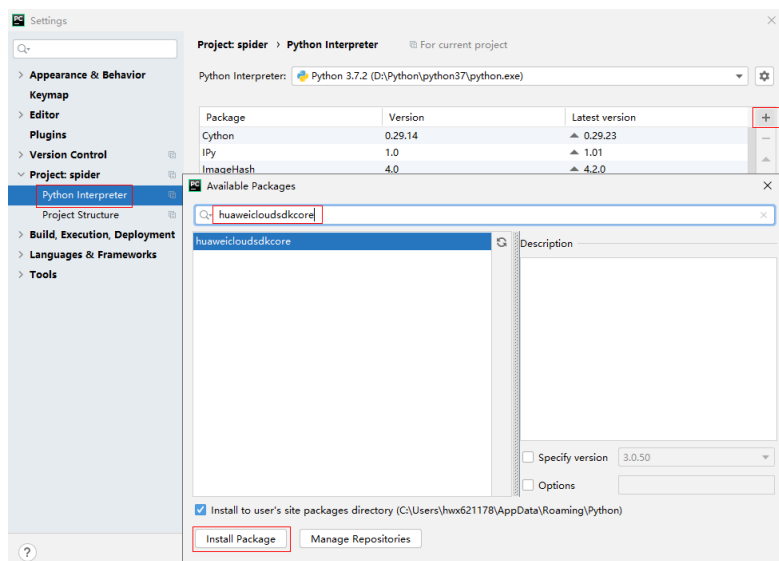 PC Settings
Project: spider > Python Interpreter For current project
Appearance & Behavior
Python Interpreter: Python 3.7.2 (D:\Python\python37\python.exe)
Keymap
Editor
Package Version Latest version
Plugins
Cython 0.29.14 0.29.23
Version Control
IPy 1.0 1.01
Project: spider
ImageHash 4.0 4.2.0
Python Interpreter
PC Available Packages
Project Structure
huaweicloudsdkcore
Build, Execution, Deployment
huaweicloudsdkcore
Description
Languages & Frameworks
Tools
Specify version 3.0.50
Options
Install to user's site packages directory (C:\Users\hwx621178\AppData\Roaming\Python)
Install Package Manage Repositories
?